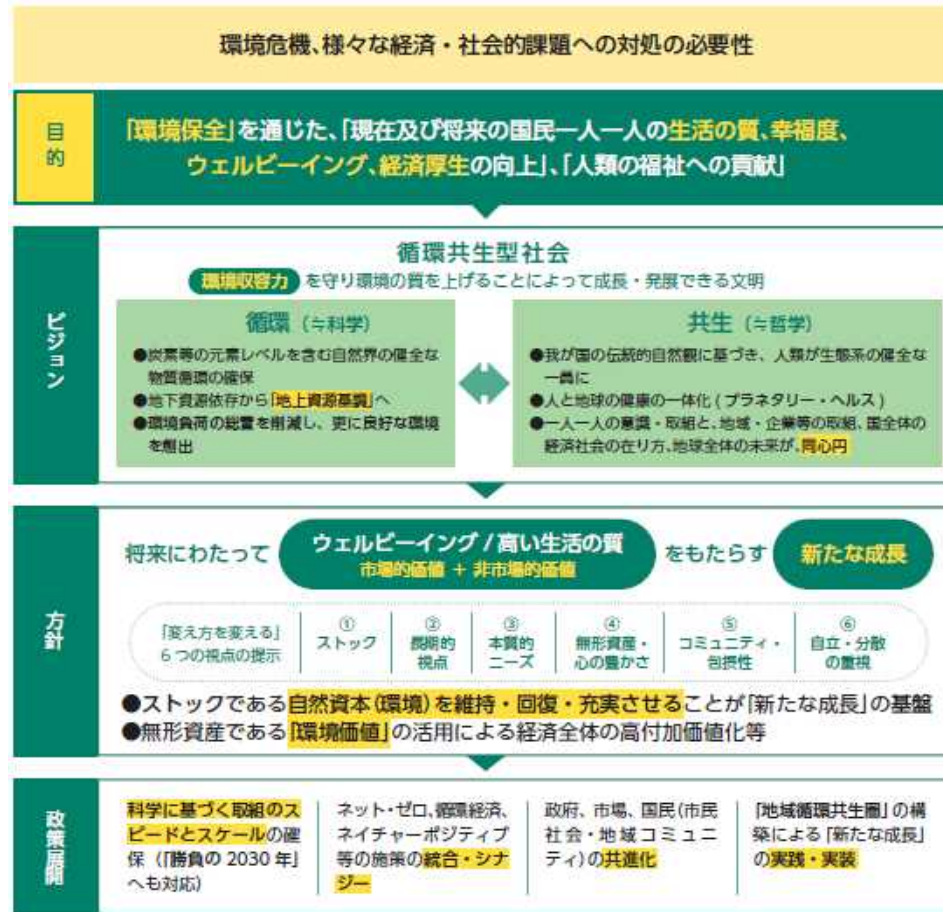 環境危機、様々な経済・社会的課題への対処の必要性
目的
「環境保全」を通じた、「現在及び将来の国民一人一人の生活の質、幸福度、
ウェルビーイング、経済厚生の向上」、「人類の福祉への貢献」
ビジョン
循環共生型社会
環境収容力を守り環境の質を上げることによって成長・発展できる文明
循環（≒科学）
●炭素等の元素レベルを含む自然界の健全な
物質循環の確保
●地下資源依存から「地上資源基調」へ
●環境負荷の総量を削減し、更に良好な環境
を創出
共生（≒哲学）
●我が国の伝統的自然観に基づき、人類が生態系の健全な
一員に
●人と地球の健康の一体化(プラネタリー・ヘルス)
●一人一人の意識・取組と、地域・企業等の取組、国全体の
経済社会の在り方、地球全体の未来が、同心円
方針
将来にわたって
ウェルビーイング / 高い生活の質
市場的価値 + 非市場的価値
をもたらす
新たな成長
「変え方を変える」
6つの視点の提示
①
ストック
②
長期的
視点
③
本質的
ニーズ
④
無形資産・
心の豊かさ
⑤
コミュニティ・
包摂性
⑥
自立・分散
の重視
●ストックである自然資本(環境)を維持・回復・充実させることが「新たな成長」の基盤
●無形資産である「環境価値」の活用による経済全体の高付加価値化等
政策展開
科学に基づく取組のス
ピードとスケールの確
保（「勝負の2030年」
へも対応）
ネット・ゼロ、循環経済、
ネイチャーポジティブ
等の施策の統合・シナ
ジー
政府、市場、国民(市民
社会・地域コミュニ
ティ)の共進化
「地域循環共生圏」の構
築による「新たな成長」
の実践・実装